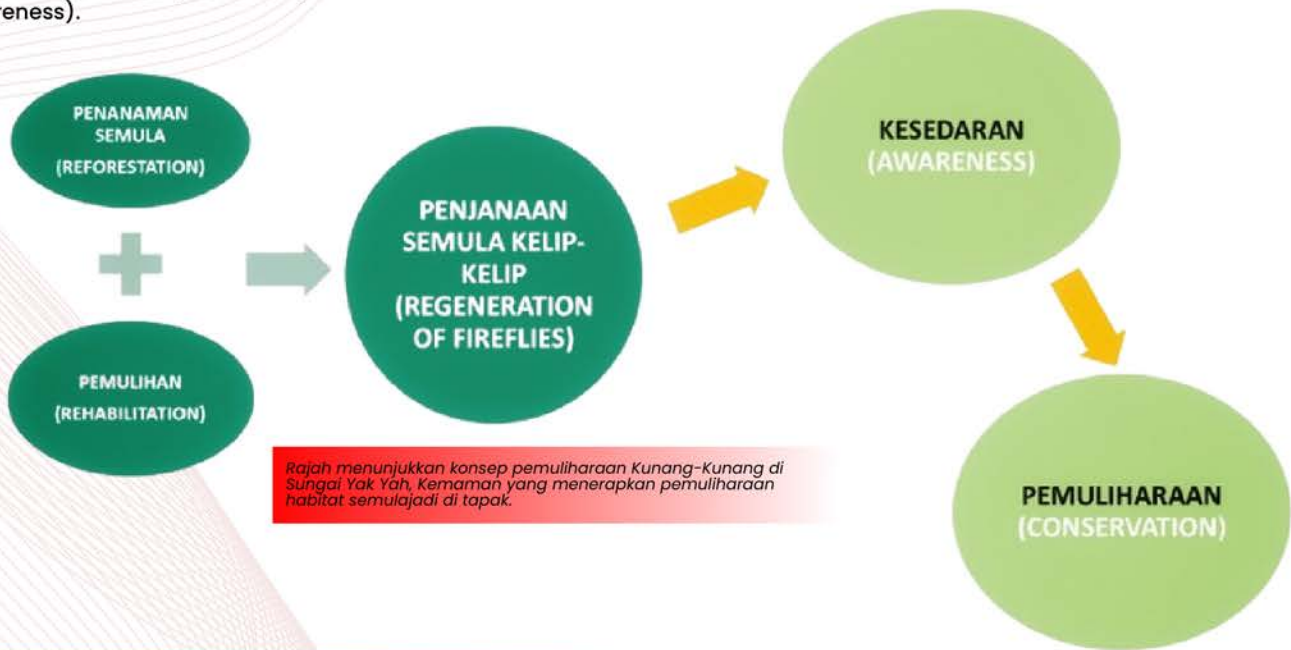 reness).
PENANAMAN
SEMULA
(REFORESTATION)
PEMULIHAN
(REHABILITATION)
PENJANAAN
SEMULA KELIP-
KELIP
(REGENERATION
OF FIREFLIES)
KESEDARAN
(AWARENESS)
PEMULIHARAAN
(CONSERVATION)
Rajah menunjukkan konsep pemuliharaan Kunang-Kunang di
Sungai Yak Yah, Kemaman yang menerapkan pemuliharaan
habitat semulajadi di tapak.